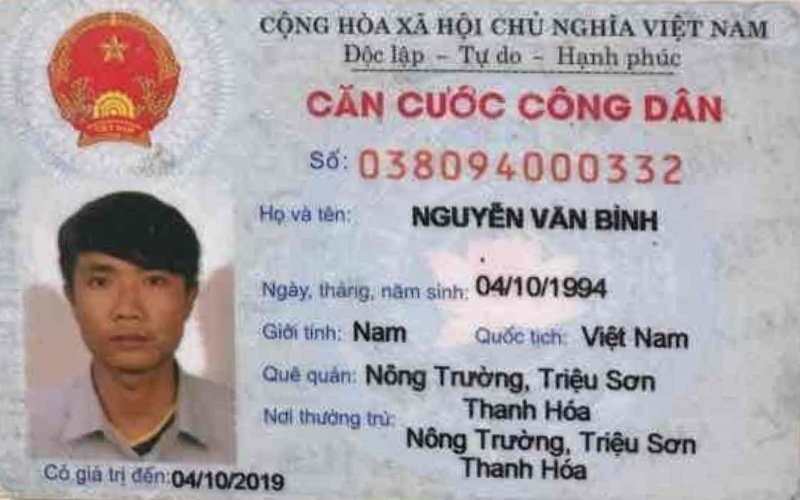 CỘNG HÒA XÃ HỘI CHỦ NGHĨA VIỆT NAM
Độc lập – Tự do – Hạnh phúc
CĂN CƯỚC CÔNG DÂN
Số: 038094000332
Họ và tên: NGUYỄN VĂN BÌNH
Ngày, tháng, năm sinh: 04/10/1994
Giới tính: Nam Quốc tịch: Việt Nam
Quê quán: Nông Trường, Triệu Sơn
Thanh Hóa
Nơi thường trú:
Nông Trường, Triệu Sơn
Thanh Hóa
Có giá trị đến: 04/10/2019
VIỆT NAM